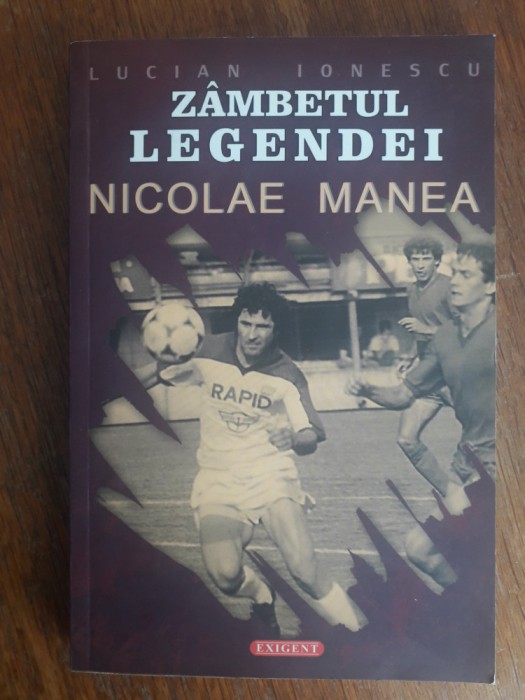 LUCIAN IONESCU
ZÂMBETUL
LEGENDEI
NICOLAE MANEA
RAPID
EXIGENT